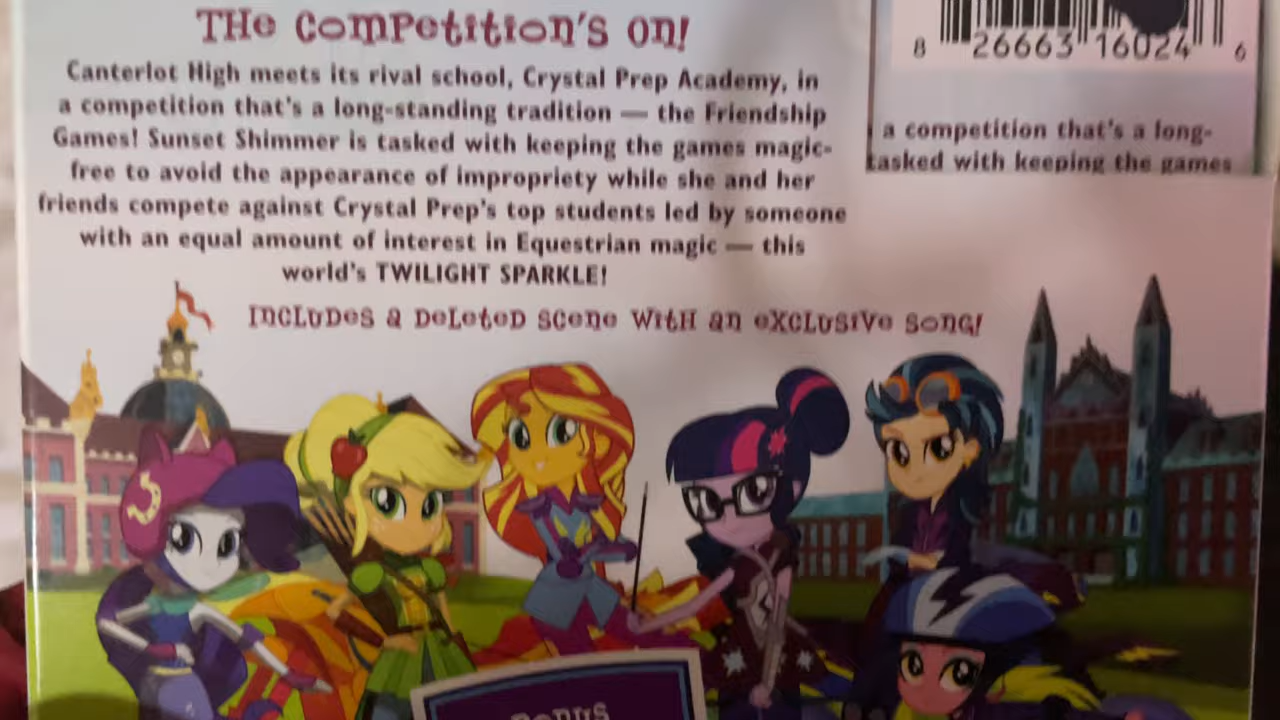 THE COMPETITION'S ON!
Canterlot High meets its rival school, Crystal Prep Academy, in
a competition that's a long-standing tradition — the Friendship
Games! Sunset Shimmer is tasked with keeping the games magic-
free to avoid the appearance of impropriety while she and her
friends compete against Crystal Prep's top students led by someone
with an equal amount of interest in Equestrian magic — this
world's TWILIGHT SPARKLE!
INCLUDES A DELETED SCENE WITH AN EXCLUSIVE SONG!
8 26663 16024 6
a competition that's a long-
tasked with keeping the games
BONUS